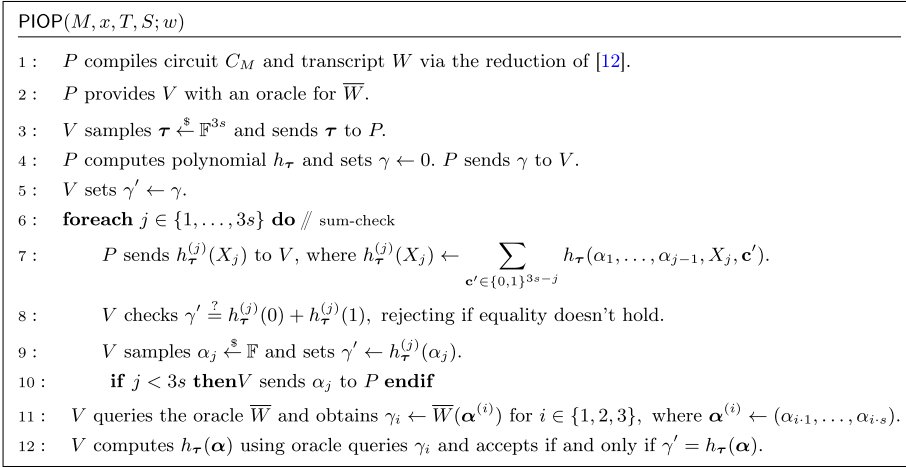 PIOP(M, x, T, S; w)
1 : P compiles circuit C_M and transcript W via the reduction of [12].
2 : P provides V with an oracle for W̅.
3 : V samples τ ←$ 𝔽^{3s} and sends τ to P.
4 : P computes polynomial h_τ and sets γ ← 0. P sends γ to V.
5 : V sets γ′ ← γ.
6 : foreach j ∈ {1, . . . , 3s} do // sum-check
7 : P sends h_τ^{(j)}(X_j) to V, where h_τ^{(j)}(X_j) ← ∑_{c′∈{0,1}^{3s−j}} h_τ(α_1, . . . , α_{j−1}, X_j, c′).
8 : V checks γ′ ≟ h_τ^{(j)}(0) + h_τ^{(j)}(1), rejecting if equality doesn't hold.
9 : V samples α_j ←$ 𝔽 and sets γ′ ← h_τ^{(j)}(α_j).
10 : if j < 3s thenV sends α_j to P endif
11 : V queries the oracle W̅ and obtains γ_i ← W̅(α^{(i)}) for i ∈ {1, 2, 3}, where α^{(i)} ← (α_{i·1}, . . . , α_{i·s}).
12 : V computes h_τ(α) using oracle queries γ_i and accepts if and only if γ′ = h_τ(α).